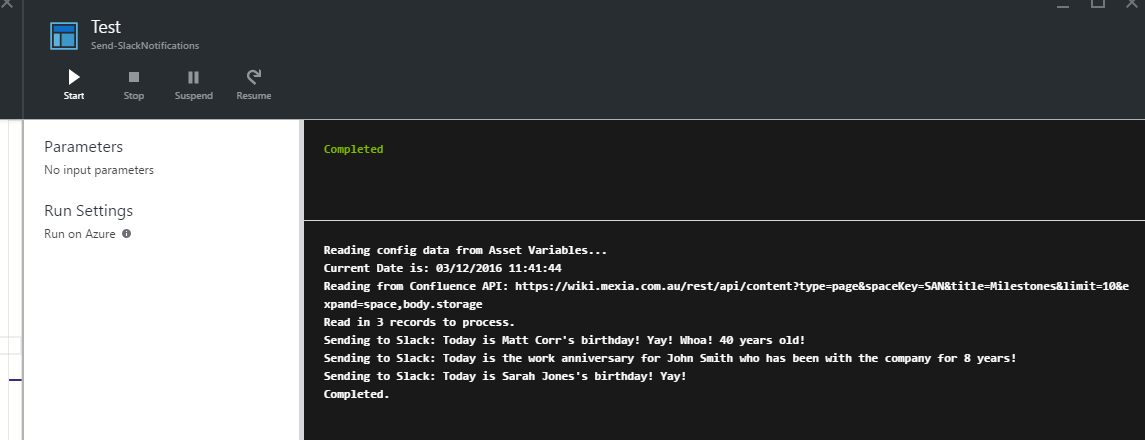 Test
Send-SlackNotifications
Start Stop Suspend Resume
Parameters
No input parameters
Run Settings
Run on Azure
Completed
Reading config data from Asset Variables...
Current Date is: 03/12/2016 11:41:44
Reading from Confluence API: https://wiki.mexia.com.au/rest/api/content?type=page&spaceKey=SAN&title=Milestones&limit=10&e
xpand=space,body.storage
Read in 3 records to process.
Sending to Slack: Today is Matt Corr's birthday! Yay! Whoa! 40 years old!
Sending to Slack: Today is the work anniversary for John Smith who has been with the company for 8 years!
Sending to Slack: Today is Sarah Jones's birthday! Yay!
Completed.